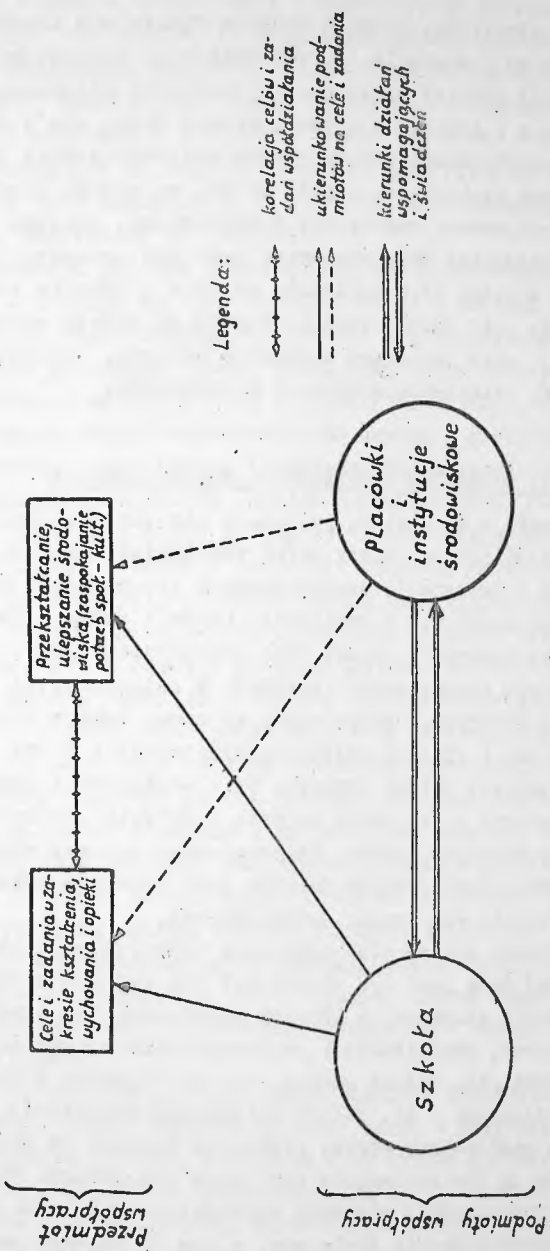 Przedmiot
współpracy
Cele i zadania w za-
kresie kształcenia,
wychowania i opieki
Przekształcanie,
ulepszanie środo-
wiska (zaspokajanie
potrzeb społ.-kult.)
Podmioty
współpracy
Szkoła
Placówki
i
instytucje
środowiskowe
Legenda:
korelacja celów i za-
dań współdziałania
ukierunkowanie pod-
miotów na cele i zadania
kierunki działań
wspomagających
i świadczeń